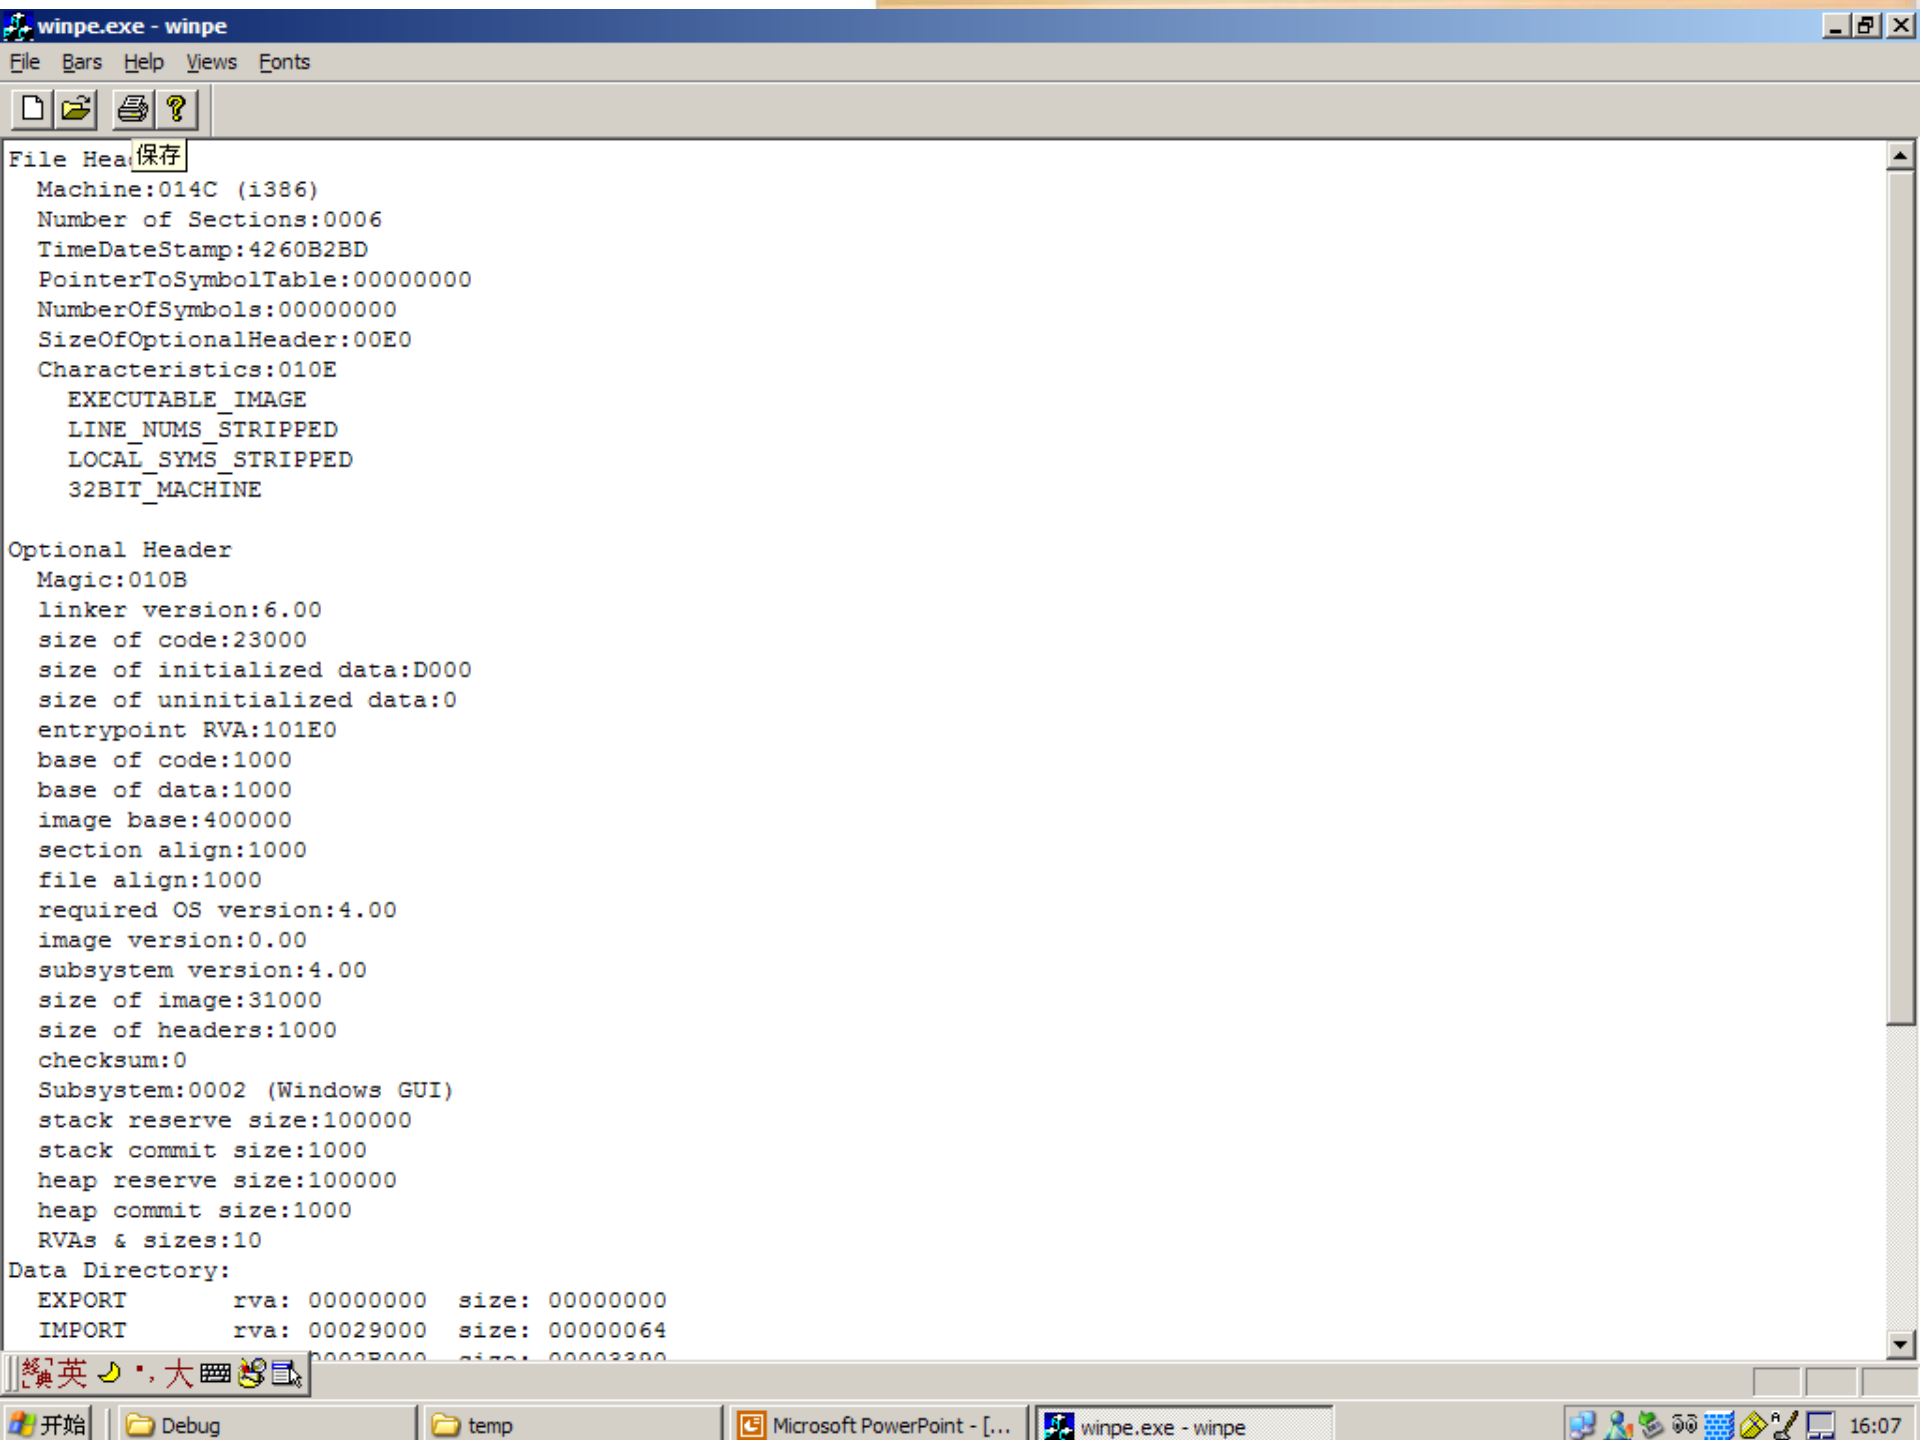 winpe.exe - winpe
File Bars Help Views Fonts
保存
File Hea
Machine:014C (i386)
Number of Sections:0006
TimeDateStamp:4260B2BD
PointerToSymbolTable:00000000
NumberOfSymbols:00000000
SizeOfOptionalHeader:00E0
Characteristics:010E
EXECUTABLE_IMAGE
LINE_NUMS_STRIPPED
LOCAL_SYMS_STRIPPED
32BIT_MACHINE
Optional Header
Magic:010B
linker version:6.00
size of code:23000
size of initialized data:D000
size of uninitialized data:0
entrypoint RVA:101E0
base of code:1000
base of data:1000
image base:400000
section align:1000
file align:1000
required OS version:4.00
image version:0.00
subsystem version:4.00
size of image:31000
size of headers:1000
checksum:0
Subsystem:0002 (Windows GUI)
stack reserve size:100000
stack commit size:1000
heap reserve size:100000
heap commit size:1000
RVAs & sizes:10
Data Directory:
EXPORT rva: 00000000 size: 00000000
IMPORT rva: 00029000 size: 00000064
英 大
开始 Debug temp Microsoft PowerPoint - [... winpe.exe - winpe 16:07